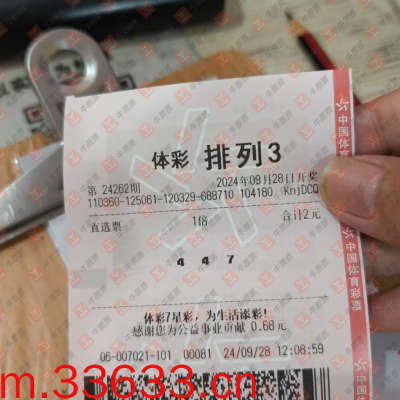 体彩 排列3
第 24262期 2024年09月28日开奖
110360-125061-120329-688710 104180 KnjDCQ
直选票 1倍 合计2元
4 4 7
体彩7星彩，为生活添彩！
感谢您为公益事业贡献 0.68元
06-007021-101 00081 24/09/28 12:08:59
中国体育彩票
中国体育彩票
m.33633.cn